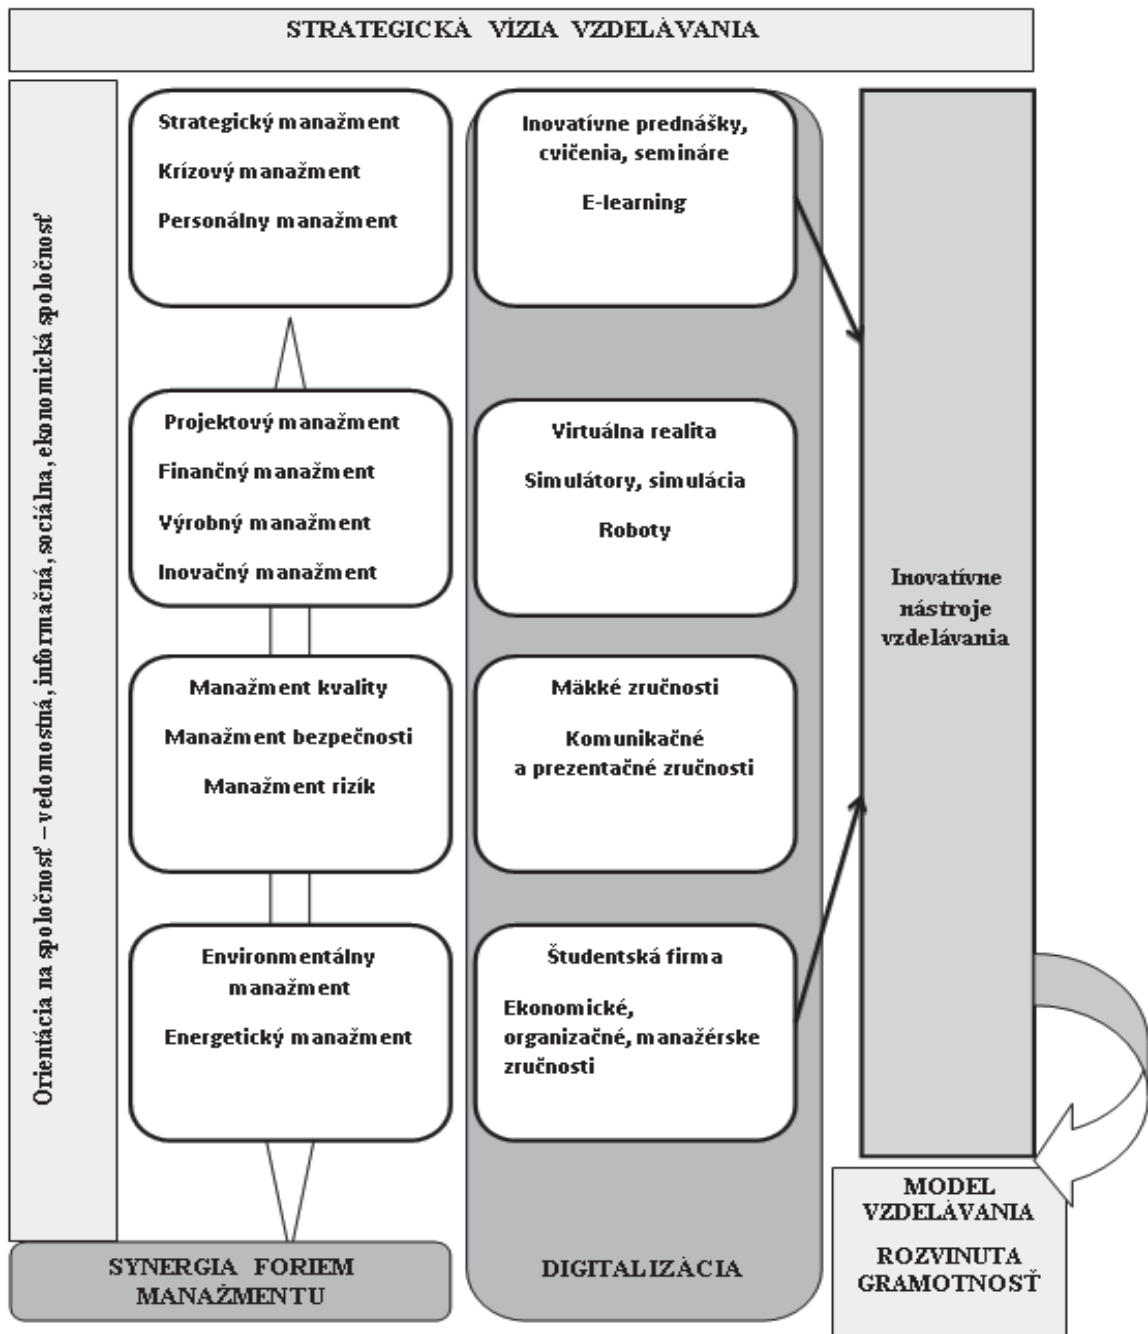 STRATEGICKÁ VÍZIA VZDELÁVANIA
Orientácia na spoločnosť – vedomostná, informačná, sociálna, ekonomická spoločnosť
Strategický manažment
Krízový manažment
Personálny manažment
Projektový manažment
Finančný manažment
Výrobný manažment
Inovačný manažment
Manažment kvality
Manažment bezpečnosti
Manažment rizík
Environmentálny
manažment
Energetický manažment
SYNERGIA FORIEM
MANAŽMENTU
Inovatívne prednášky,
cvičenia, semináre
E-learning
Virtuálna realita
Simulátory, simulácia
Roboty
Mäkké zručnosti
Komunikačné
a prezentačné zručnosti
Študentská firma
Ekonomické,
organizačné, manažérske
zručnosti
DIGITALIZÁCIA
Inovatívne
nástroje
vzdelávania
MODEL
VZDELÁVANIA
ROZVINUTA
GRAMOTNOSŤ